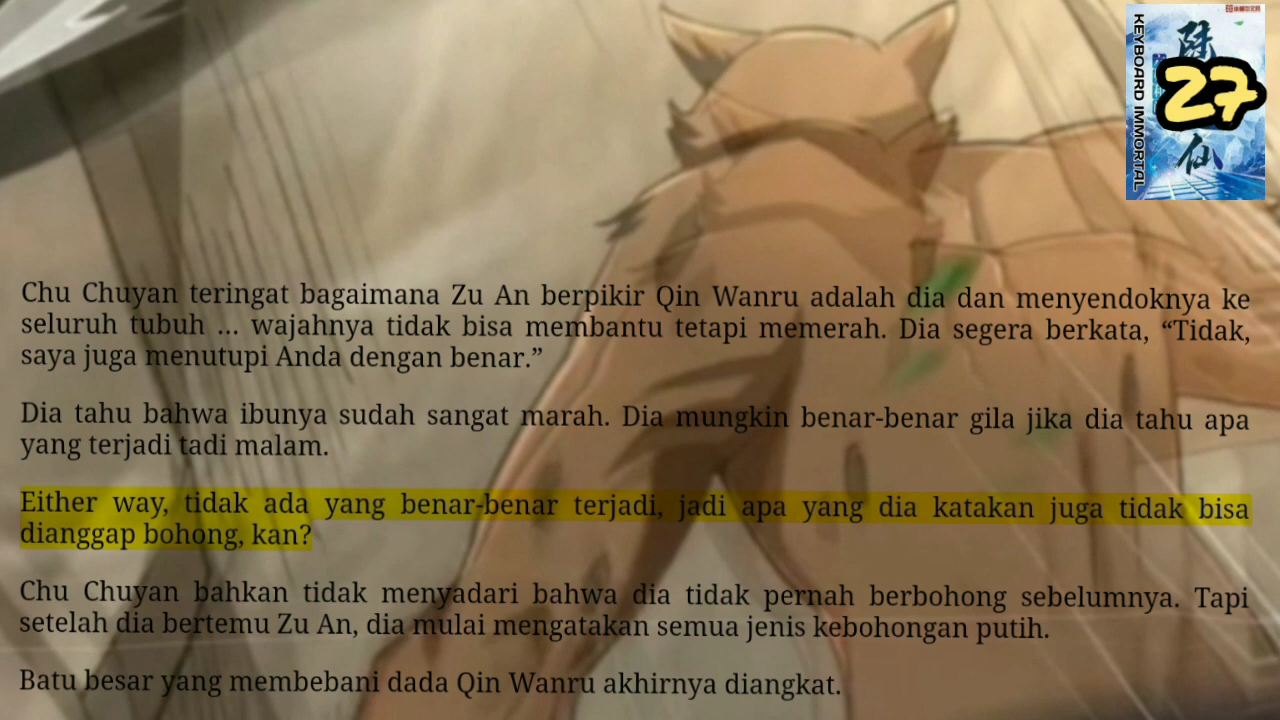 Chu Chuyan teringat bagaimana Zu An berpikir Qin Wanru adalah dia dan menyendoknya ke
seluruh tubuh … wajahnya tidak bisa membantu tetapi memerah. Dia segera berkata, “Tidak,
saya juga menutupi Anda dengan benar.”
Dia tahu bahwa ibunya sudah sangat marah. Dia mungkin benar-benar gila jika dia tahu apa
yang terjadi tadi malam.
Either way, tidak ada yang benar-benar terjadi, jadi apa yang dia katakan juga tidak bisa
dianggap bohong, kan?
Chu Chuyan bahkan tidak menyadari bahwa dia tidak pernah berbohong sebelumnya. Tapi
setelah dia bertemu Zu An, dia mulai mengatakan semua jenis kebohongan putih.
Batu besar yang membebani dada Qin Wanru akhirnya diangkat.
KEYBOARD IMMORTAL
陆
27
仙